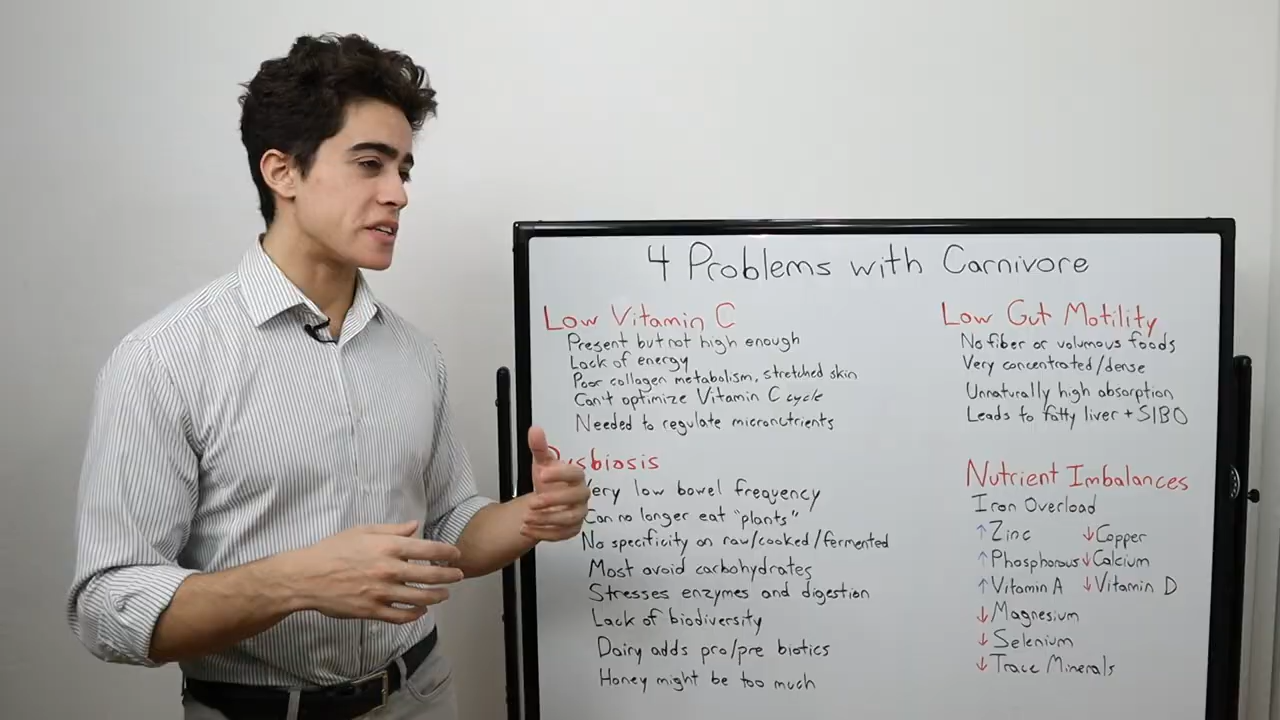 4 Problems with Carnivore
Low Vitamin C
Present but not high enough
Lack of energy
Poor collagen metabolism, stretched skin
Can't optimize Vitamin C cycle
Needed to regulate micronutrients
Dysbiosis
Very low bowel frequency
Can no longer eat "plants"
No specificity on raw/cooked/fermented
Most avoid carbohydrates
Stresses enzymes and digestion
Lack of biodiversity
Dairy adds pro/pre biotics
Honey might be too much
Low Gut Motility
No fiber or volumous foods
Very concentrated/dense
Unnaturally high absorption
Leads to fatty liver + SIBO
Nutrient Imbalances
Iron Overload
↑Zinc ↓Copper
↑Phosphorous ↓Calcium
↑Vitamin A ↓Vitamin D
↓Magnesium
↓Selenium
↓Trace Minerals